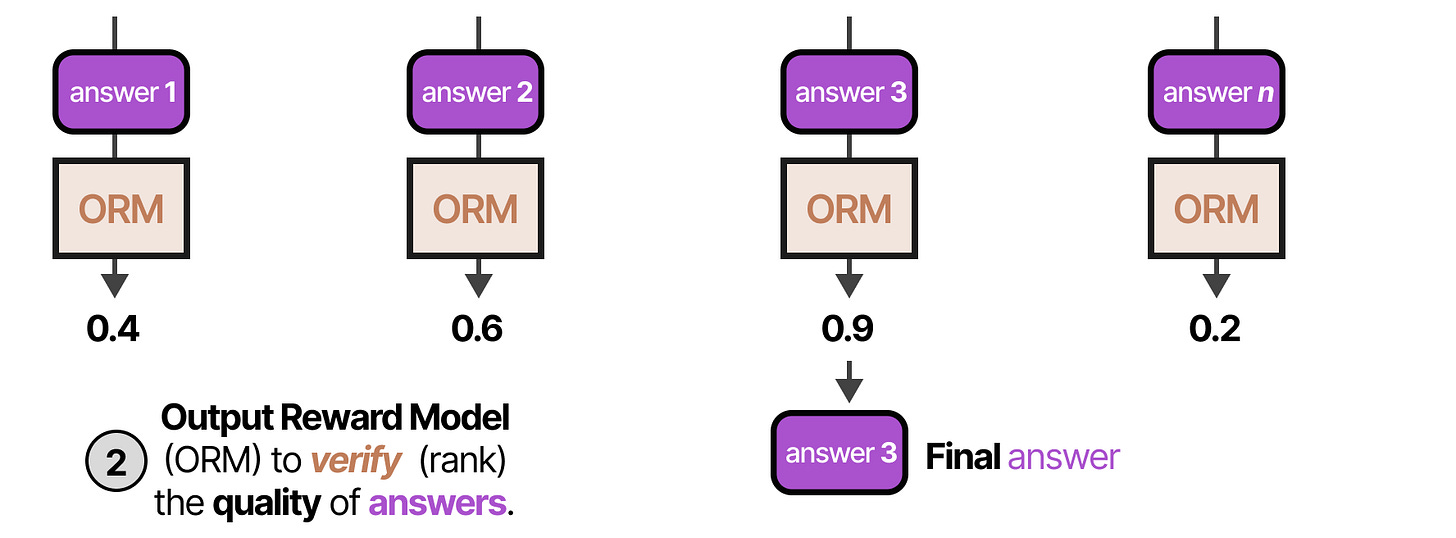 answer 1
answer 2
answer 3
answer n
ORM
ORM
ORM
ORM
0.4
0.6
0.9
0.2
2
Output Reward Model
(ORM) to verify (rank)
the quality of answers.
answer 3
Final answer